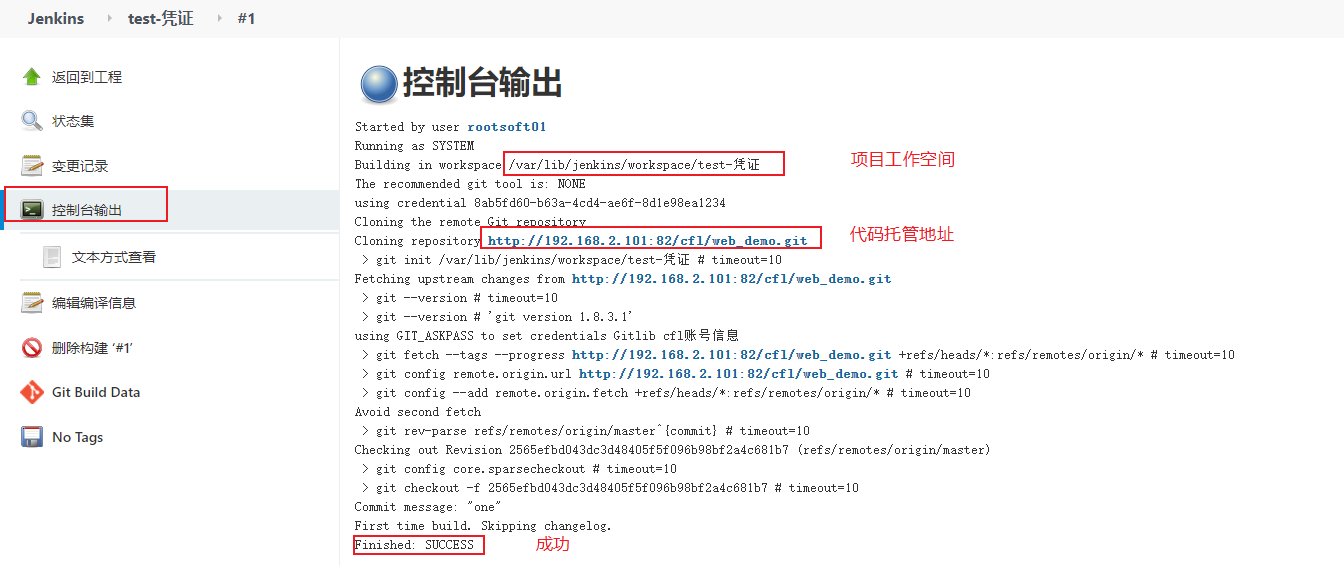 Jenkins test-凭证 #1
返回到工程
状态集
变更记录
控制台输出
文本方式查看
编辑编译信息
删除构建 ‘#1’
Git Build Data
No Tags
控制台输出
Started by user rootsoft01
Running as SYSTEM
Building in workspace /var/lib/jenkins/workspace/test-凭证 项目工作空间
The recommended git tool is: NONE
using credential 8ab5fd60-b63a-4cd4-ae6f-8d1e98ea1234
Cloning the remote Git repository
Cloning repository http://192.168.2.101:82/cfl/web_demo.git 代码托管地址
> git init /var/lib/jenkins/workspace/test-凭证 # timeout=10
Fetching upstream changes from http://192.168.2.101:82/cfl/web_demo.git
> git --version # timeout=10
> git --version # 'git version 1.8.3.1'
using GIT_ASKPASS to set credentials Gitlib cfl账号信息
> git fetch --tags --progress http://192.168.2.101:82/cfl/web_demo.git +refs/heads/*:refs/remotes/origin/* # timeout=10
> git config remote.origin.url http://192.168.2.101:82/cfl/web_demo.git # timeout=10
> git config --add remote.origin.fetch +refs/heads/*:refs/remotes/origin/* # timeout=10
Avoid second fetch
> git rev-parse refs/remotes/origin/master^{commit} # timeout=10
Checking out Revision 2565efbd043dc3d48405f5f096b98bf2a4c681b7 (refs/remotes/origin/master)
> git config core.sparsecheckout # timeout=10
> git checkout -f 2565efbd043dc3d48405f5f096b98bf2a4c681b7 # timeout=10
Commit message: "one"
First time build. Skipping changelog.
Finished: SUCCESS 成功